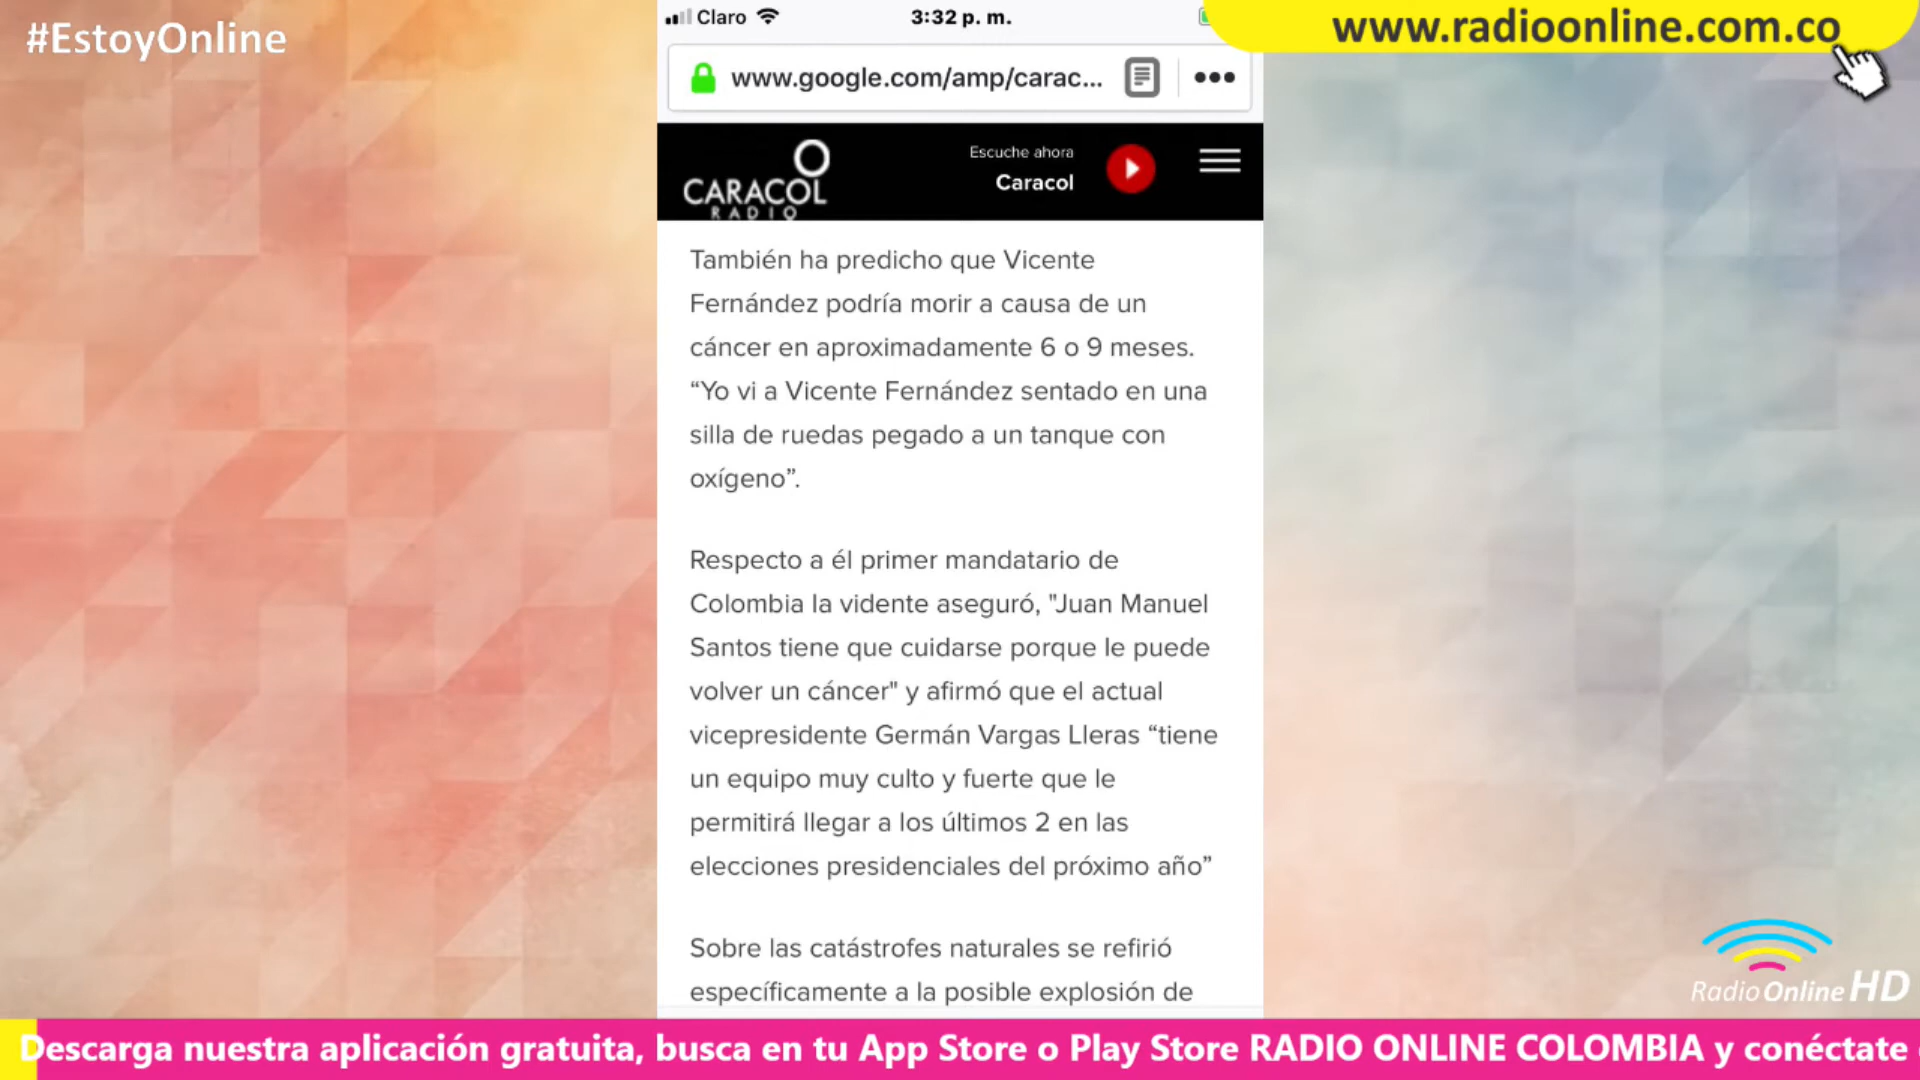 #EstoyOnline
Claro
3:32 p. m.
www.radioonline.com.co
www.google.com/amp/carac...
CARACOL
RADIO
Escuche ahora
Caracol
También ha predicho que Vicente
Fernández podría morir a causa de un
cáncer en aproximadamente 6 o 9 meses.
“Yo vi a Vicente Fernández sentado en una
silla de ruedas pegado a un tanque con
oxígeno”.
Respecto a él primer mandatario de
Colombia la vidente aseguró, "Juan Manuel
Santos tiene que cuidarse porque le puede
volver un cáncer" y afirmó que el actual
vicepresidente Germán Vargas Lleras “tiene
un equipo muy culto y fuerte que le
permitirá llegar a los últimos 2 en las
elecciones presidenciales del próximo año”
Sobre las catástrofes naturales se refirió
específicamente a la posible explosión de
Radio Online HD
Descarga nuestra aplicación gratuita, busca en tu App Store o Play Store RADIO ONLINE COLOMBIA y conéctate